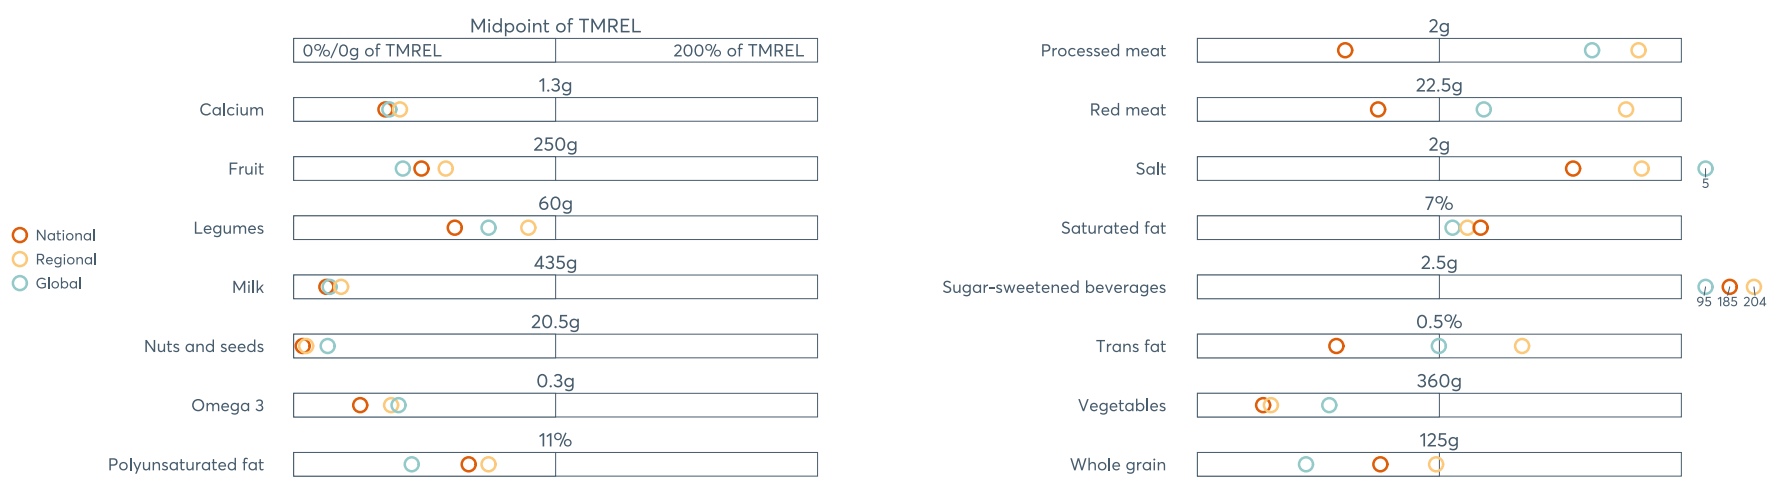 Midpoint of TMREL
0%/0g of TMREL 200% of TMREL
1.3g
Calcium
250g
Fruit
60g
Legumes
435g
Milk
20.5g
Nuts and seeds
0.3g
Omega 3
11%
Polyunsaturated fat
National
Regional
Global
2g
Processed meat
22.5g
Red meat
2g
Salt
5
7%
Saturated fat
2.5g
Sugar-sweetened beverages
95 185 204
0.5%
Trans fat
360g
Vegetables
125g
Whole grain